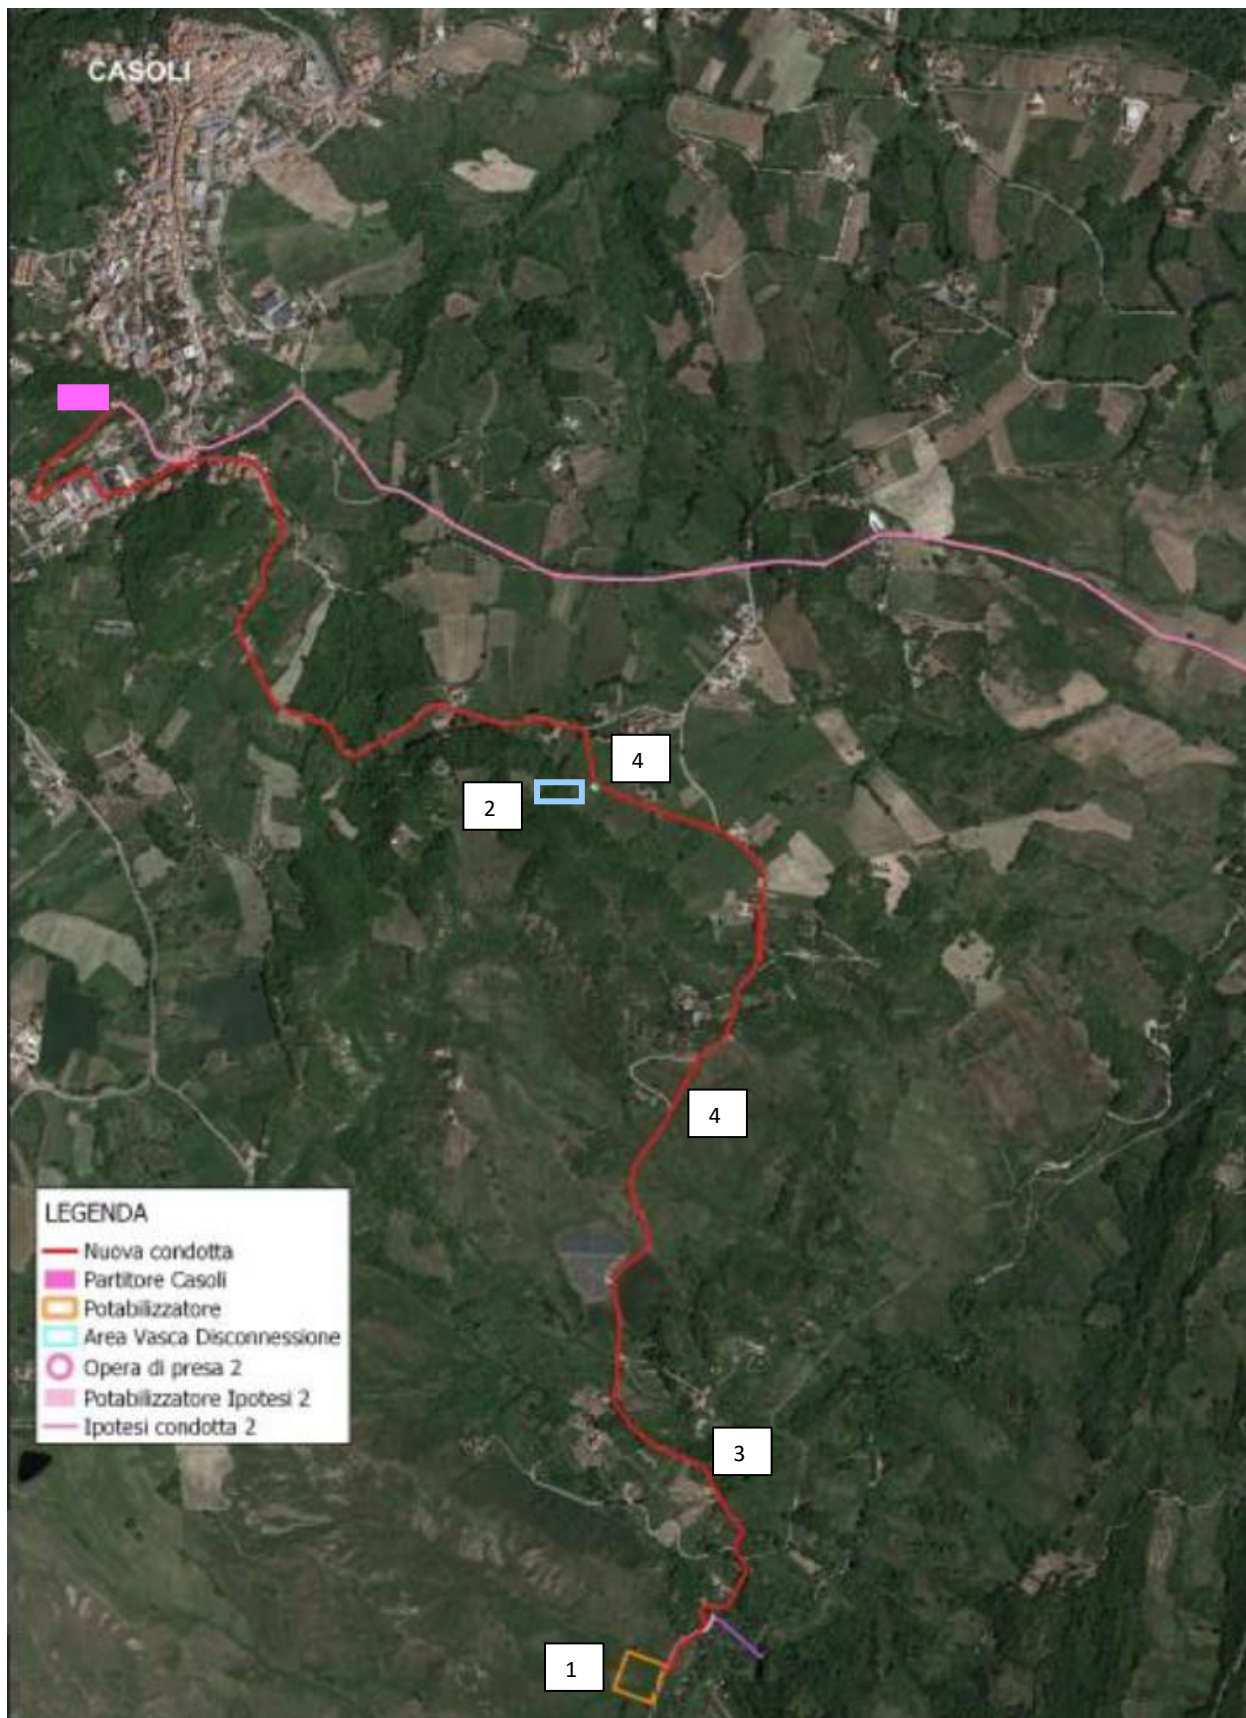 CASOLI
4
2
4
LEGENDA
Nuova condotta
Partitore Casoli
Potabilizzatore
Area Vasca Disconnessione
Opera di presa 2
Potabilizzatore Ipotesi 2
Ipotesi condotta 2
3
1